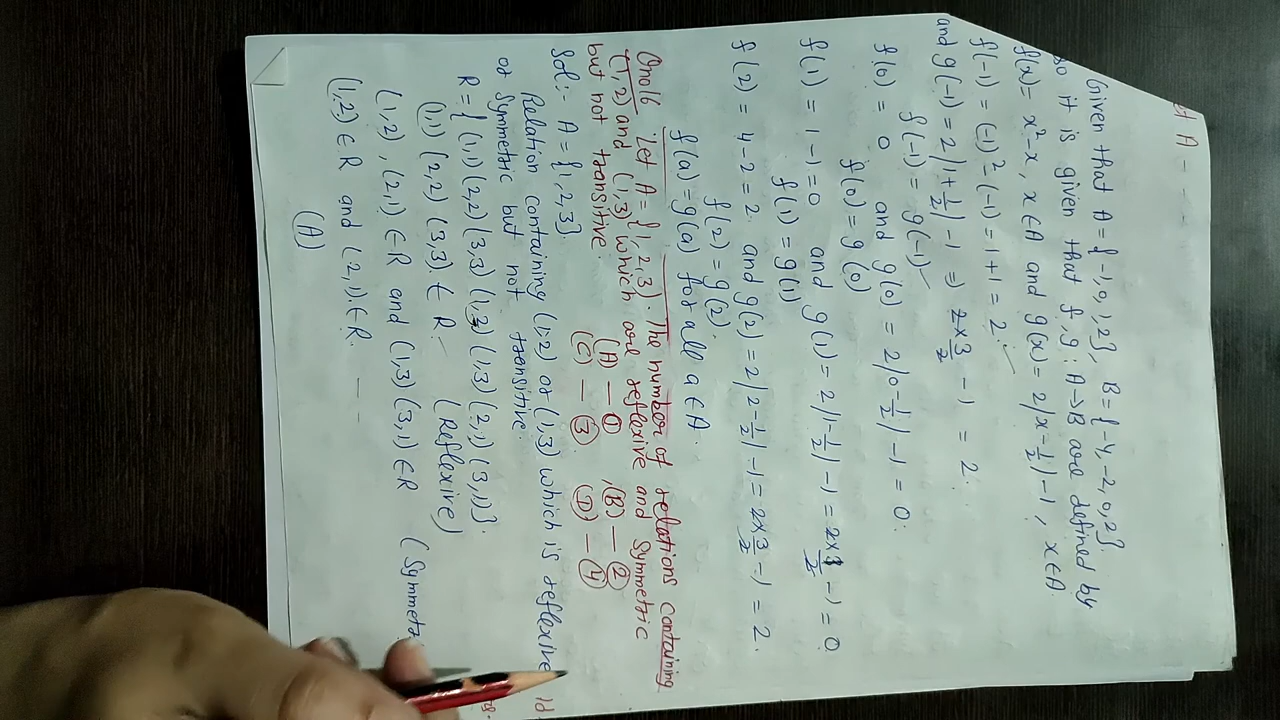 A - - - -
Given that A = {-1, 0, 1, 2}, B = {-4, -2, 0, 2}.
So it is given that f, g : A→B are defined by
f(x) = x² - x, x ∈ A and g(x) = 2|x - 1/2| - 1, x ∈ A
f(-1) = (-1)² - (-1) = 1 + 1 = 2.
and g(-1) = 2|1 + 1/2| - 1 ⇒ 2 × 3/2 - 1 = 2.
f(-1) = g(-1)
f(0) = 0 and g(0) = 2|0 - 1/2| - 1 = 0.
f(0) = g(0)
f(1) = 1 - 1 = 0 and g(1) = 2|1 - 1/2| - 1 = 2 × 1/2 - 1 = 0
f(1) = g(1)
f(2) = 4 - 2 = 2 and g(2) = 2|2 - 1/2| - 1 = 2 × 3/2 - 1 = 2.
f(2) = g(2).
f(a) = g(a) for all a ∈ A.
Qno16 Let A = {1, 2, 3}. The number of relations containing
(1, 2) and (1, 3) which are reflexive and Symmetric
but not transitive. (A) - ① , (B) - ②
(C) - ③ (D) - ④
Sol:- A = {1, 2, 3}
Relation containing (1,2) or (1,3) which is reflexive
or Symmetric but not transitive.
R = {(1,1) (2,2) (3,3) (1,2) (1,3) (2,1) (3,1)}.
(1,1) (2,2) (3,3) ∈ R (Reflexive)
(1,2), (2,1) ∈ R and (1,3) (3,1) ∈ R (Symmetr
(1,2) ∈ R and (2,1) ∈ R. - - -
(A)